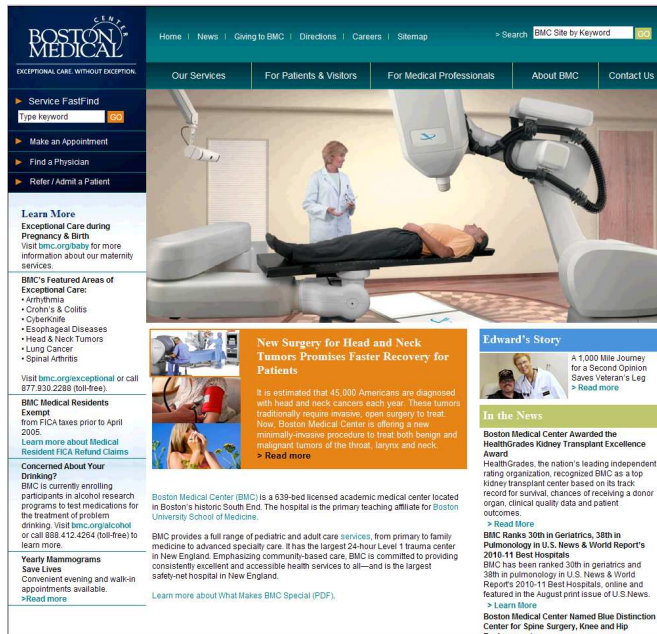 BOSTON
CENTER
MEDICAL
EXCEPTIONAL CARE. WITHOUT EXCEPTION.
Home | News | Giving to BMC | Directions | Careers | Sitemap
> Search BMC Site by Keyword GO
Our Services
For Patients & Visitors
For Medical Professionals
About BMC
Contact Us
Service FastFind
Type keyword GO
Make an Appointment
Find a Physician
Refer / Admit a Patient
Learn More
Exceptional Care during
Pregnancy & Birth
Visit bmc.org/baby for more
information about our maternity
services.
BMC's Featured Areas of
Exceptional Care:
• Arrhythmia
• Crohn's & Colitis
• CyberKnife
• Esophageal Diseases
• Head & Neck Tumors
• Lung Cancer
• Spinal Arthritis
Visit bmc.org/exceptional or call
877.930.2288 (toll-free).
BMC Medical Residents
Exempt
from FICA taxes prior to April
2005.
Learn more about Medical
Resident FICA Refund Claims
Concerned About Your
Drinking?
BMC is currently enrolling
participants in alcohol research
programs to test medications for
the treatment of problem
drinking. Visit bmc.org/alcohol
or call 888.412.4264 (toll-free) to
learn more.
Yearly Mammograms
Save Lives
Convenient evening and walk-in
appointments available.
>Read more
New Surgery for Head and Neck
Tumors Promises Faster Recovery for
Patients
It is estimated that 45,000 Americans are diagnosed
with head and neck cancers each year. These tumors
traditionally require invasive, open surgery to treat.
Now, Boston Medical Center is offering a new
minimally-invasive procedure to treat both benign and
malignant tumors of the throat, larynx and neck.
> Read more
Boston Medical Center (BMC) is a 639-bed licensed academic medical center located
in Boston's historic South End. The hospital is the primary teaching affiliate for Boston
University School of Medicine.
BMC provides a full range of pediatric and adult care services, from primary to family
medicine to advanced specialty care. It has the largest 24-hour Level 1 trauma center
in New England. Emphasizing community-based care, BMC is committed to providing
consistently excellent and accessible health services to all—and is the largest
safety-net hospital in New England.
Learn more about What Makes BMC Special (PDF).
Edward's Story
A 1,000 Mile Journey
for a Second Opinion
Saves Veteran's Leg
> Read more
In the News
Boston Medical Center Awarded the
HealthGrades Kidney Transplant Excellence
Award
HealthGrades, the nation's leading independent
rating organization, recognized BMC as a top
kidney transplant center based on its track
record for survival, chances of receiving a donor
organ, clinical quality data and patient
outcomes.
> Read More
BMC Ranks 30th in Geriatrics, 38th in
Pulmonology in U.S. News & World Report's
2010-11 Best Hospitals
BMC has been ranked 30th in geriatrics and
38th in pulmonology in U.S. News & World
Report's 2010-11 Best Hospitals, online and
featured in the August print issue of U.S.News.
> Learn More
Boston Medical Center Named Blue Distinction
Center for Spine Surgery, Knee and Hip